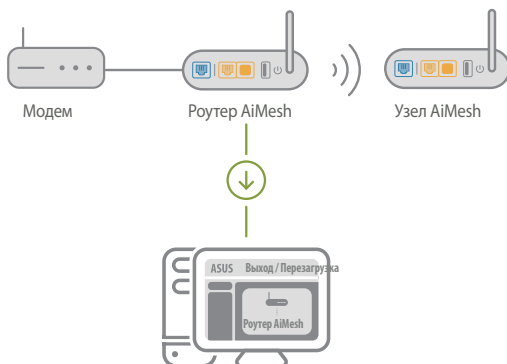 Модем
Роутер AiMesh
Узел AiMesh
ASUS Выход / Перезагрузка
Роутер AiMesh